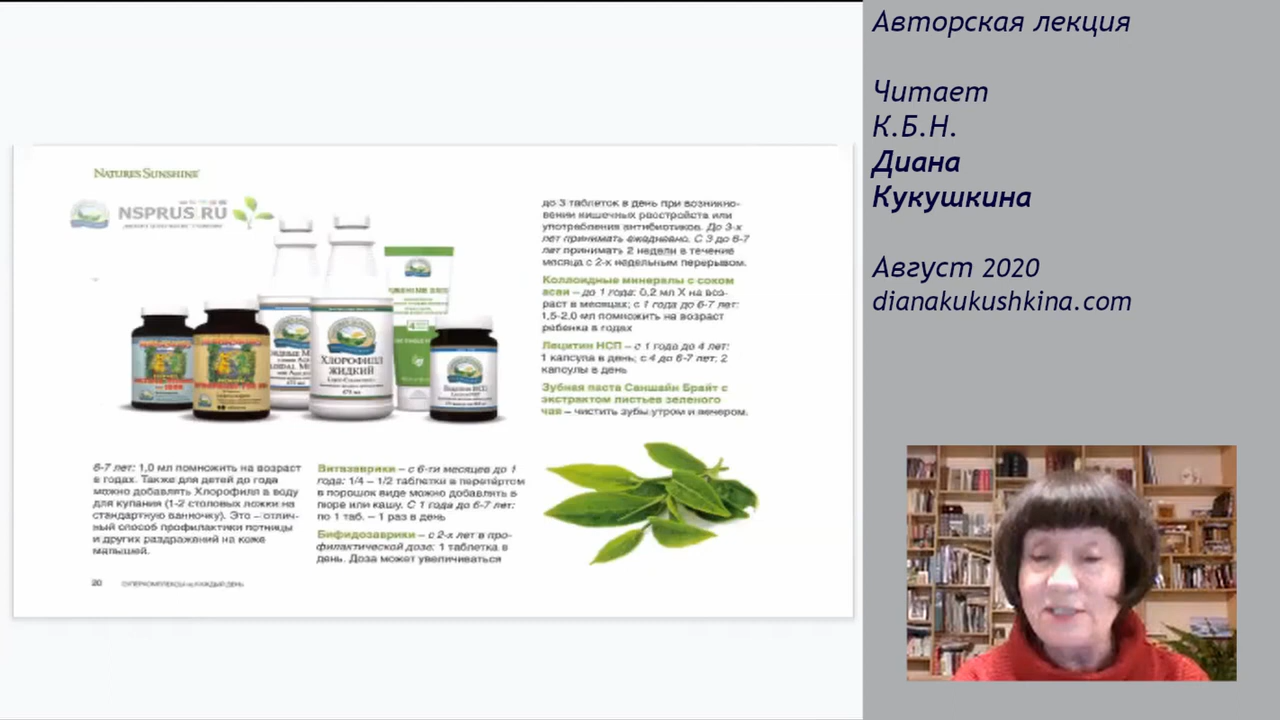 NATURE'S SUNSHINE
NSPRUS.RU
ХЛОРОФИЛЛ
ЖИДКИЙ
6-7 лет: 1,0 мл помножить на возраст
в годах. Также для детей до года
можно добавлять Хлорофилл в воду
для купания (1-2 столовых ложки на
стандартную ванночку). Это – отлич-
ный способ профилактики потницы
и других раздражений на коже
малышей.
20
СУПЕРКОМПЛЕКСЫ на КАЖДЫЙ ДЕНЬ
Витазаврики – с 6-ти месяцев до 1
года: 1/4 – 1/2 таблетки в перетёртом
в порошок виде можно добавлять в
пюре или кашу. С 1 года до 6-7 лет:
по 1 таб. – 1 раз в день
Бифидозаврики – с 2-х лет в про-
филактической дозе: 1 таблетка в
день. Доза может увеличиваться
до 3 таблеток в день при возникно-
вении кишечных расстройств или
употребления антибиотиков. До 3-х
лет принимать ежедневно. С 3 до 6-7
лет принимать 2 недели в течение
месяца с 2-х недельным перерывом.
Коллоидные минералы с соком
асаи – до 1 года: 0,2 мл Х на воз-
раст в месяцах; с 1 года до 6-7 лет:
1,5-2,0 мл помножить на возраст
ребенка в годах
Лецитин НСП – с 1 года до 4 лет:
1 капсула в день; с 4 до 6-7 лет: 2
капсулы в день
Зубная паста Саншайн Брайт с
экстрактом листьев зеленого
чая – чистить зубы утром и вечером.
Авторская лекция
Читает
К.Б.Н.
Диана
Кукушкина
Август 2020
dianakukushkina.com